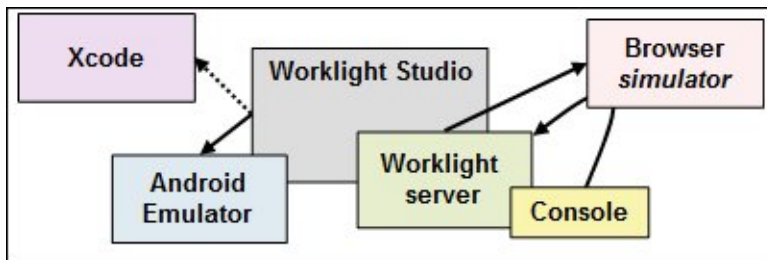 Xcode
Worklight Studio
Browser
simulator
Android
Emulator
Worklight
server
Console